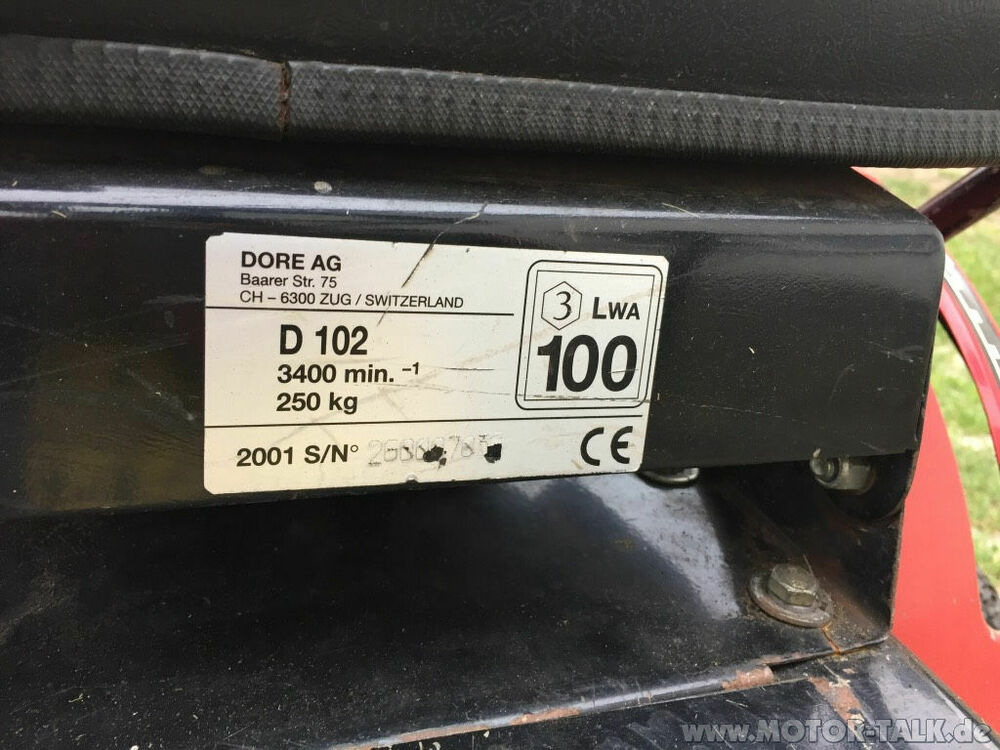 DORE AG
Baarer Str. 75
CH – 6300 ZUG / SWITZERLAND
D 102
3400 min. ⁻¹
250 kg
3 LWA
100
2001 S/N°
CE
www.MOTOR-TALK.de